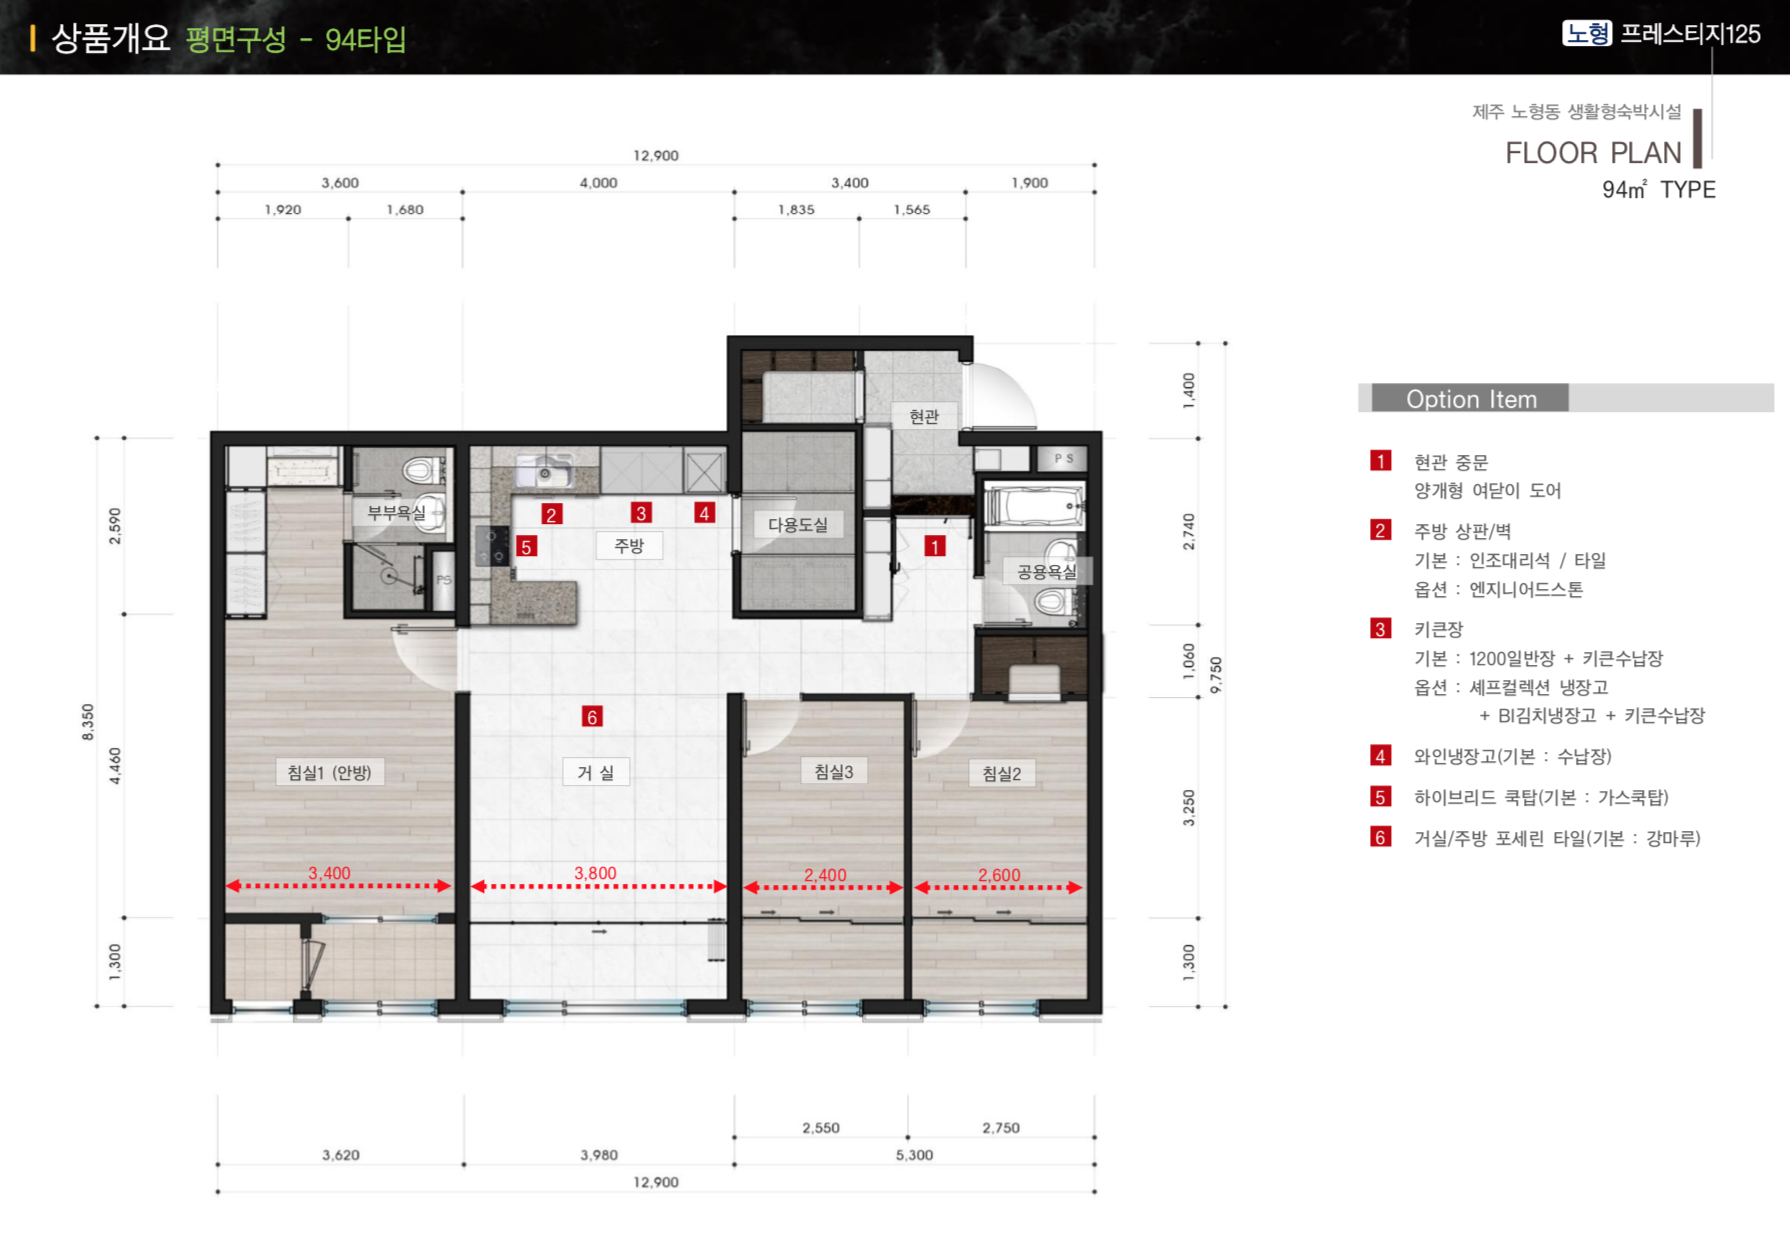 상품개요 평면구성 - 94타입
노형 프레스티지125
제주 노형동 생활형숙박시설
FLOOR PLAN
94㎡ TYPE
12,900
3,600 4,000 3,400 1,900
1,920 1,680 1,835 1,565
현관
1,400
P S
부부욕실
다용도실
2,590
2,740
2 3 4
5
주방
1
공용욕실
PS
1,060
9,750
8,350
6
4,460
침실1 (안방)
거 실
침실3
침실2
3,250
3,400
3,800
2,400
2,600
1,300
1,300
2,550 2,750
3,620 3,980 5,300
12,900
Option Item
1 현관 중문
양개형 여닫이 도어
2 주방 상판/벽
기본 : 인조대리석 / 타일
옵션 : 엔지니어드스톤
3 키큰장
기본 : 1200일반장 + 키큰수납장
옵션 : 셰프컬렉션 냉장고
+ BI김치냉장고 + 키큰수납장
4 와인냉장고(기본 : 수납장)
5 하이브리드 쿡탑(기본 : 가스쿡탑)
6 거실/주방 포세린 타일(기본 : 강마루)